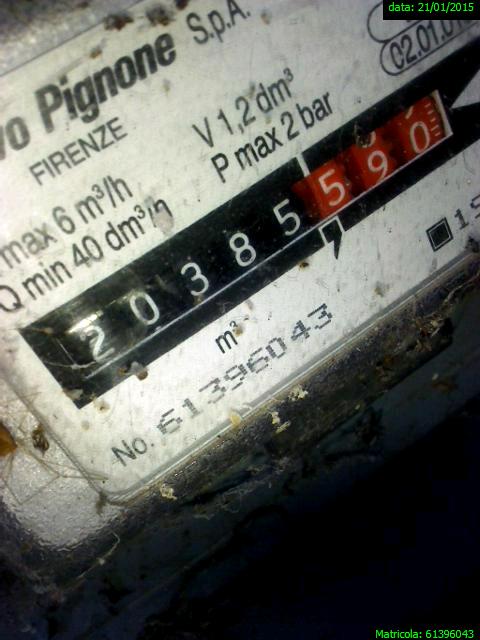 data: 21/01/2015
vo Pignone S.p.A.
FIRENZE
02.01.0
V 1,2 dm³
P max 2 bar
max 6 m³/h
Q min 40 dm³/h
20385590
m³
No. 61396043
Matricola: 61396043